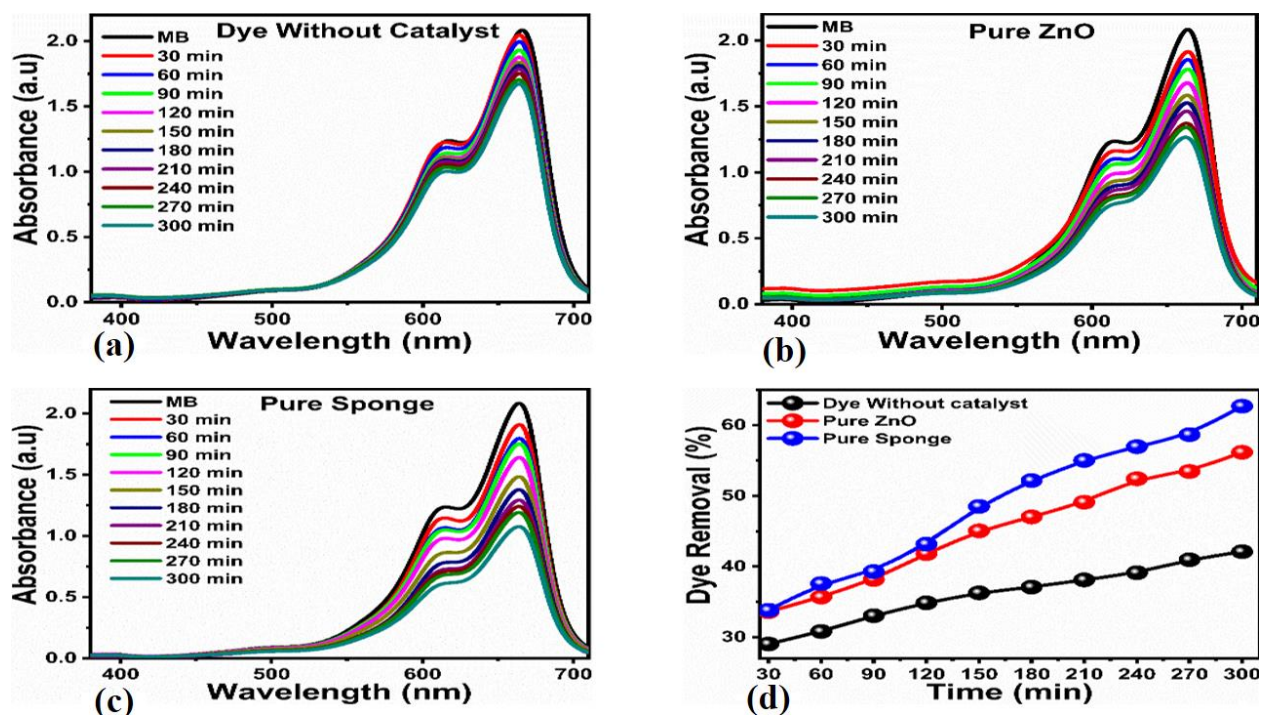 Dye Without Catalyst
MB
30 min
60 min
90 min
120 min
150 min
180 min
210 min
240 min
270 min
300 min
2.0
1.5
1.0
0.5
0.0
Absorbance (a.u)
400 500 600 700
Wavelength (nm)
(a)
Pure ZnO
MB
30 min
60 min
90 min
120 min
150 min
180 min
210 min
240 min
270 min
300 min
2.0
1.5
1.0
0.5
0.0
Absorbance (a.u)
400 500 600 700
Wavelength (nm)
(b)
Pure Sponge
MB
30 min
60 min
90 min
120 min
150 min
180 min
210 min
240 min
270 min
300 min
2.0
1.5
1.0
0.5
0.0
Absorbance (a.u)
400 500 600 700
Wavelength (nm)
(c)
Dye Without catalyst
Pure ZnO
Pure Sponge
60
50
40
30
Dye Removal (%)
30 60 90 120 150 180 210 240 270 300
Time (min)
(d)